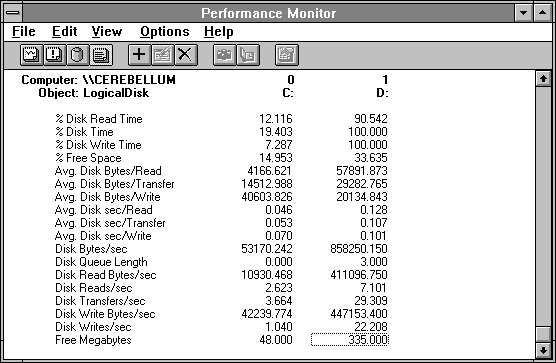 Performance Monitor
File Edit View Options Help
Computer: \\CEREBELLUM 0 1
Object: LogicalDisk C: D:
% Disk Read Time 12.116 90.542
% Disk Time 19.403 100.000
% Disk Write Time 7.287 100.000
% Free Space 14.953 33.635
Avg. Disk Bytes/Read 4166.621 57891.873
Avg. Disk Bytes/Transfer 14512.988 29282.765
Avg. Disk Bytes/Write 40603.826 20134.843
Avg. Disk sec/Read 0.046 0.128
Avg. Disk sec/Transfer 0.053 0.107
Avg. Disk sec/Write 0.070 0.101
Disk Bytes/sec 53170.242 858250.150
Disk Queue Length 0.000 3.000
Disk Read Bytes/sec 10930.468 411096.750
Disk Reads/sec 2.623 7.101
Disk Transfers/sec 3.664 29.309
Disk Write Bytes/sec 42239.774 447153.400
Disk Writes/sec 1.040 22.208
Free Megabytes 48.000 335.000